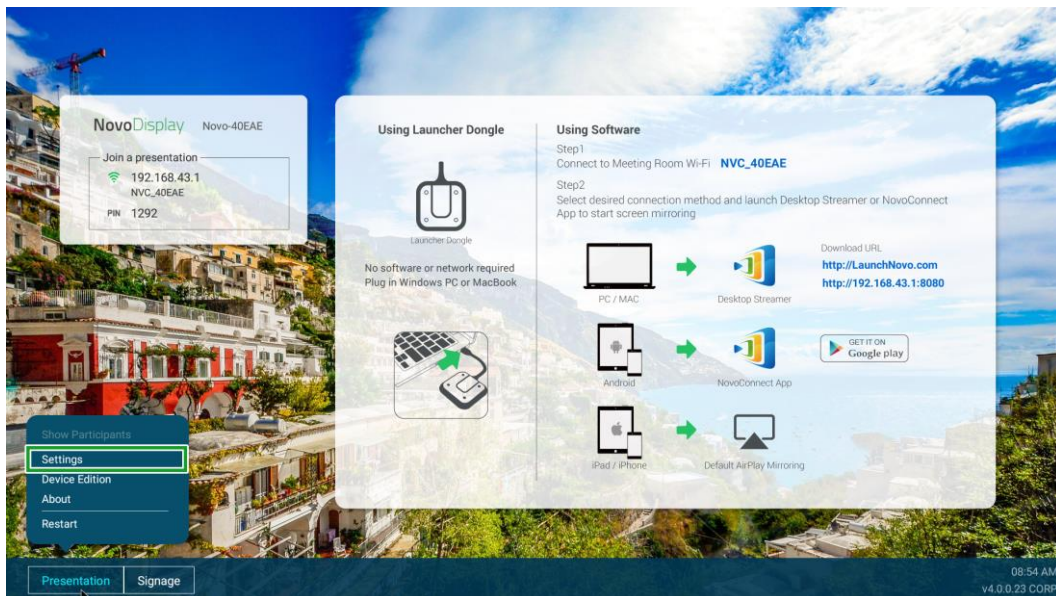 NovoDisplay Novo-40EAE
Join a presentation
192.168.43.1
NVC_40EAE
PIN 1292
Using Launcher Dongle
Launcher Dongle
No software or network required
Plug in Windows PC or MacBook
Using Software
Step1
Connect to Meeting Room Wi-Fi NVC_40EAE
Step2
Select desired connection method and launch Desktop Streamer or NovoConnect
App to start screen mirroring
PC / MAC
Desktop Streamer
Download URL
http://LaunchNovo.com
http://192.168.43.1:8080
Android
NovoConnect App
GET IT ON
Google play
iPad / iPhone
Default AirPlay Mirroring
Show Participants
Settings
Device Edition
About
Restart
Presentation Signage
08:54 AM
v4.0.0.23 CORP